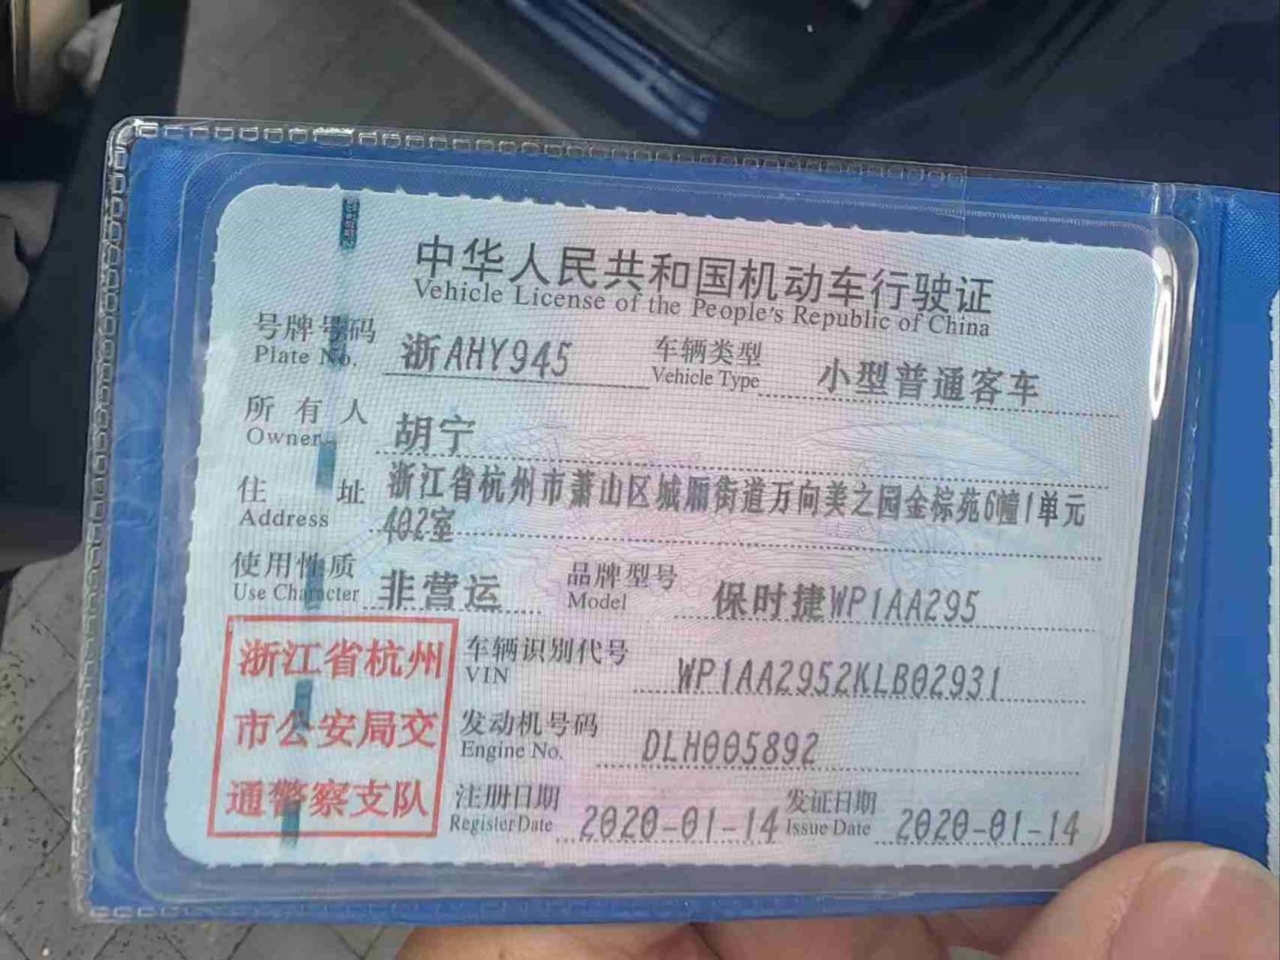 中华人民共和国机动车行驶证
Vehicle License of the People's Republic of China
号牌号码 浙AHY945 车辆类型 小型普通客车
Plate No. Vehicle Type
所有人 胡宁
Owner
住址 浙江省杭州市萧山区城厢街道万向美之园金棕苑6幢1单元
Address 402室
使用性质 非营运 品牌型号 保时捷WP1AA295
Use Character Model
浙江省杭州
市公安局交
通警察支队
车辆识别代号 WP1AA2952KLB02931
VIN
发动机号码 DLH005892
Engine No.
注册日期 2020-01-14 发证日期 2020-01-14
Register Date Issue Date